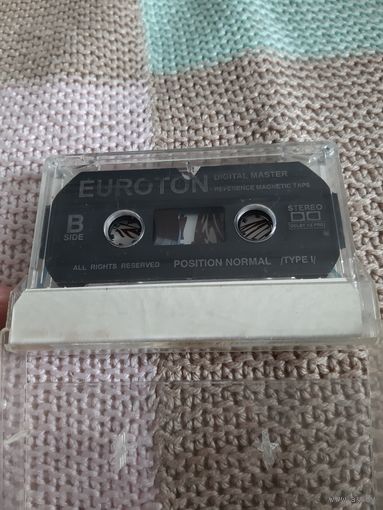 EUROTON
DIGITAL MASTER
REFERENCE MAGNETIC TAPE
B
SIDE
STEREO
ALL RIGHTS RESERVED
POSITION NORMAL /TYPE I/